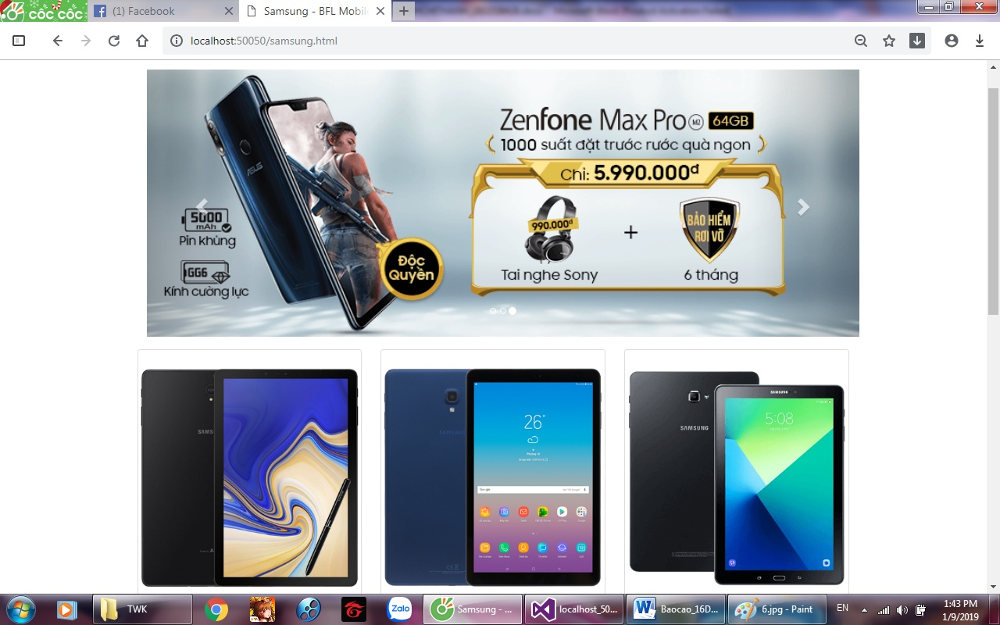 CỐC CỐC
(1) Facebook
Samsung - BFL Mobil
localhost:50050/samsung.html
Zenfone Max Pro M2 64GB
1000 suất đặt trước rước quà ngon
Chỉ: 5.990.000đ
ASUS
5000
mAh
Pin khủng
GG6
Kính cường lực
Độc
Quyền
990.000đ
Tai nghe Sony
+
BẢO HIỂM
RƠI VỠ
6 tháng
SAMS
26°
SAMSUNG
SAMSUNG
5:08
TWK
Zalo
Samsung - ...
localhost_50...
Baocao_16D...
6.jpg - Paint
EN
1:43 PM
1/9/2019